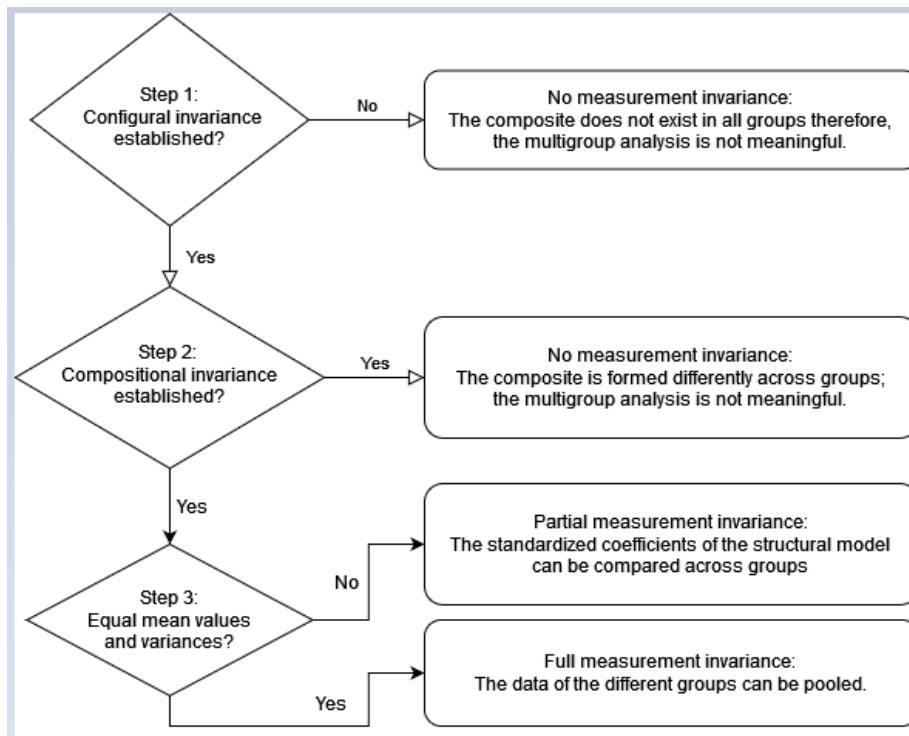 Step 1:
Configural invariance
established?
No
No measurement invariance:
The composite does not exist in all groups therefore,
the multigroup analysis is not meaningful.
Yes
Step 2:
Compositional invariance
established?
Yes
No measurement invariance:
The composite is formed differently across groups;
the multigroup analysis is not meaningful.
Yes
Step 3:
Equal mean values
and variances?
No
Partial measurement invariance:
The standardized coefficients of the structural model
can be compared across groups
Yes
Full measurement invariance:
The data of the different groups can be pooled.